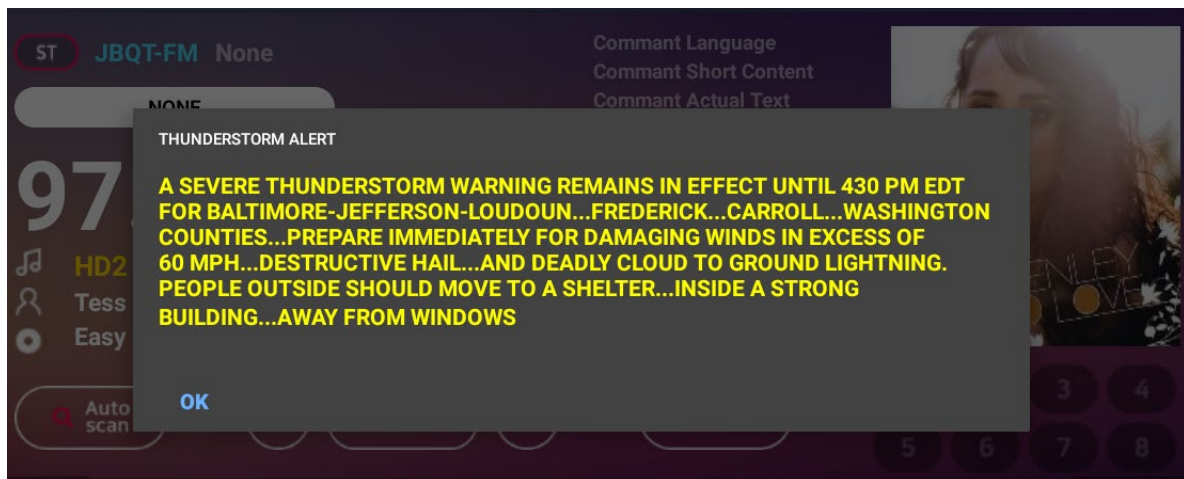 ST JBQT-FM None
Commant Language
Commant Short Content
Commant Actual Text
NONE
THUNDERSTORM ALERT
A SEVERE THUNDERSTORM WARNING REMAINS IN EFFECT UNTIL 430 PM EDT
FOR BALTIMORE-JEFFERSON-LOUDOUN...FREDERICK...CARROLL...WASHINGTON
COUNTIES...PREPARE IMMEDIATELY FOR DAMAGING WINDS IN EXCESS OF
60 MPH...DESTRUCTIVE HAIL...AND DEADLY CLOUD TO GROUND LIGHTNING.
PEOPLE OUTSIDE SHOULD MOVE TO A SHELTER...INSIDE A STRONG
BUILDING...AWAY FROM WINDOWS
OK
97.
HD2
Tess
Easy
Auto
scan
LOVE
3 4
5 6 7 8